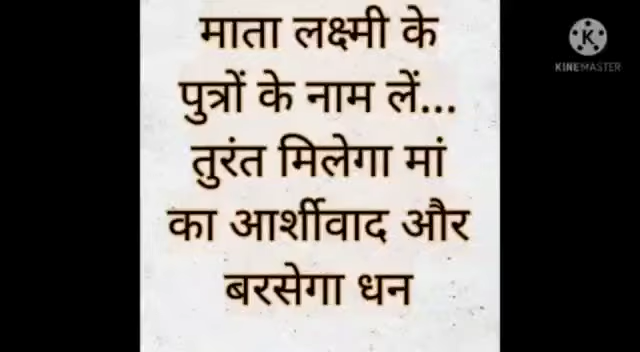 माता लक्ष्मी के
पुत्रों के नाम लें...
तुरंत मिलेगा मां
का आर्शीवाद और
बरसेगा धन
K
KINEMASTER